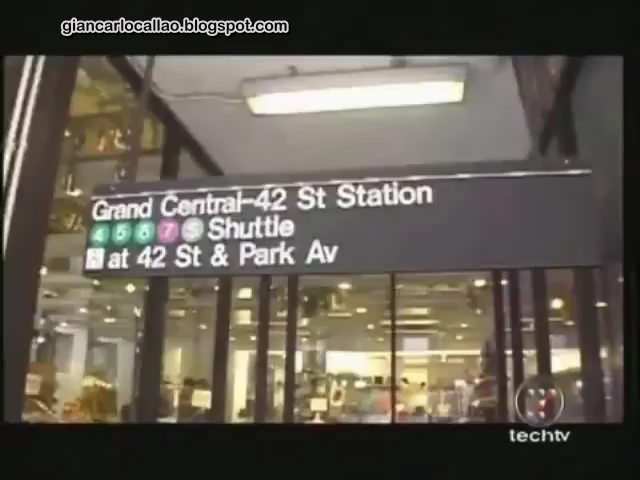 giancarlocallao.blogspot.com
Grand Central-42 St Station
4 5 6 7 S Shuttle
at 42 St & Park Av
techtv